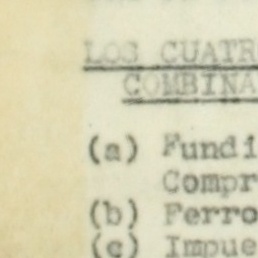 LOS CUATR
COMBINA
(a) Fundi
Compr
(b) Ferro
(c) Impue